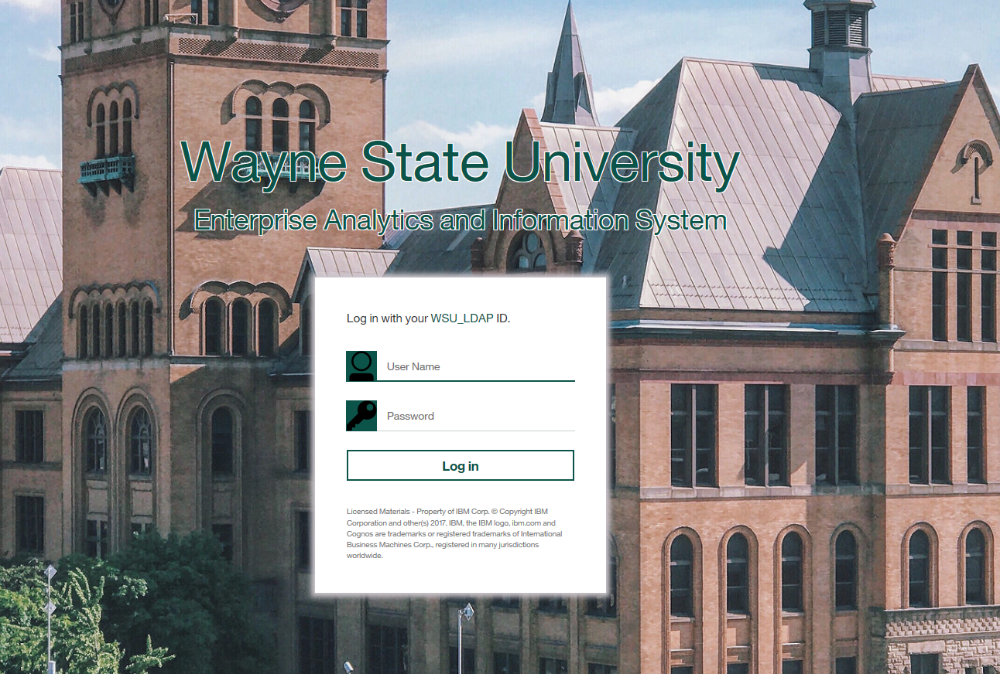 Wayne State University
Enterprise Analytics and Information System
Log in with your WSU_LDAP ID.
User Name
Password
Log in
Licensed Materials - Property of IBM Corp. © Copyright IBM
Corporation and other(s) 2017. IBM, the IBM logo, ibm.com and
Cognos are trademarks or registered trademarks of International
Business Machines Corp., registered in many jurisdictions
worldwide.